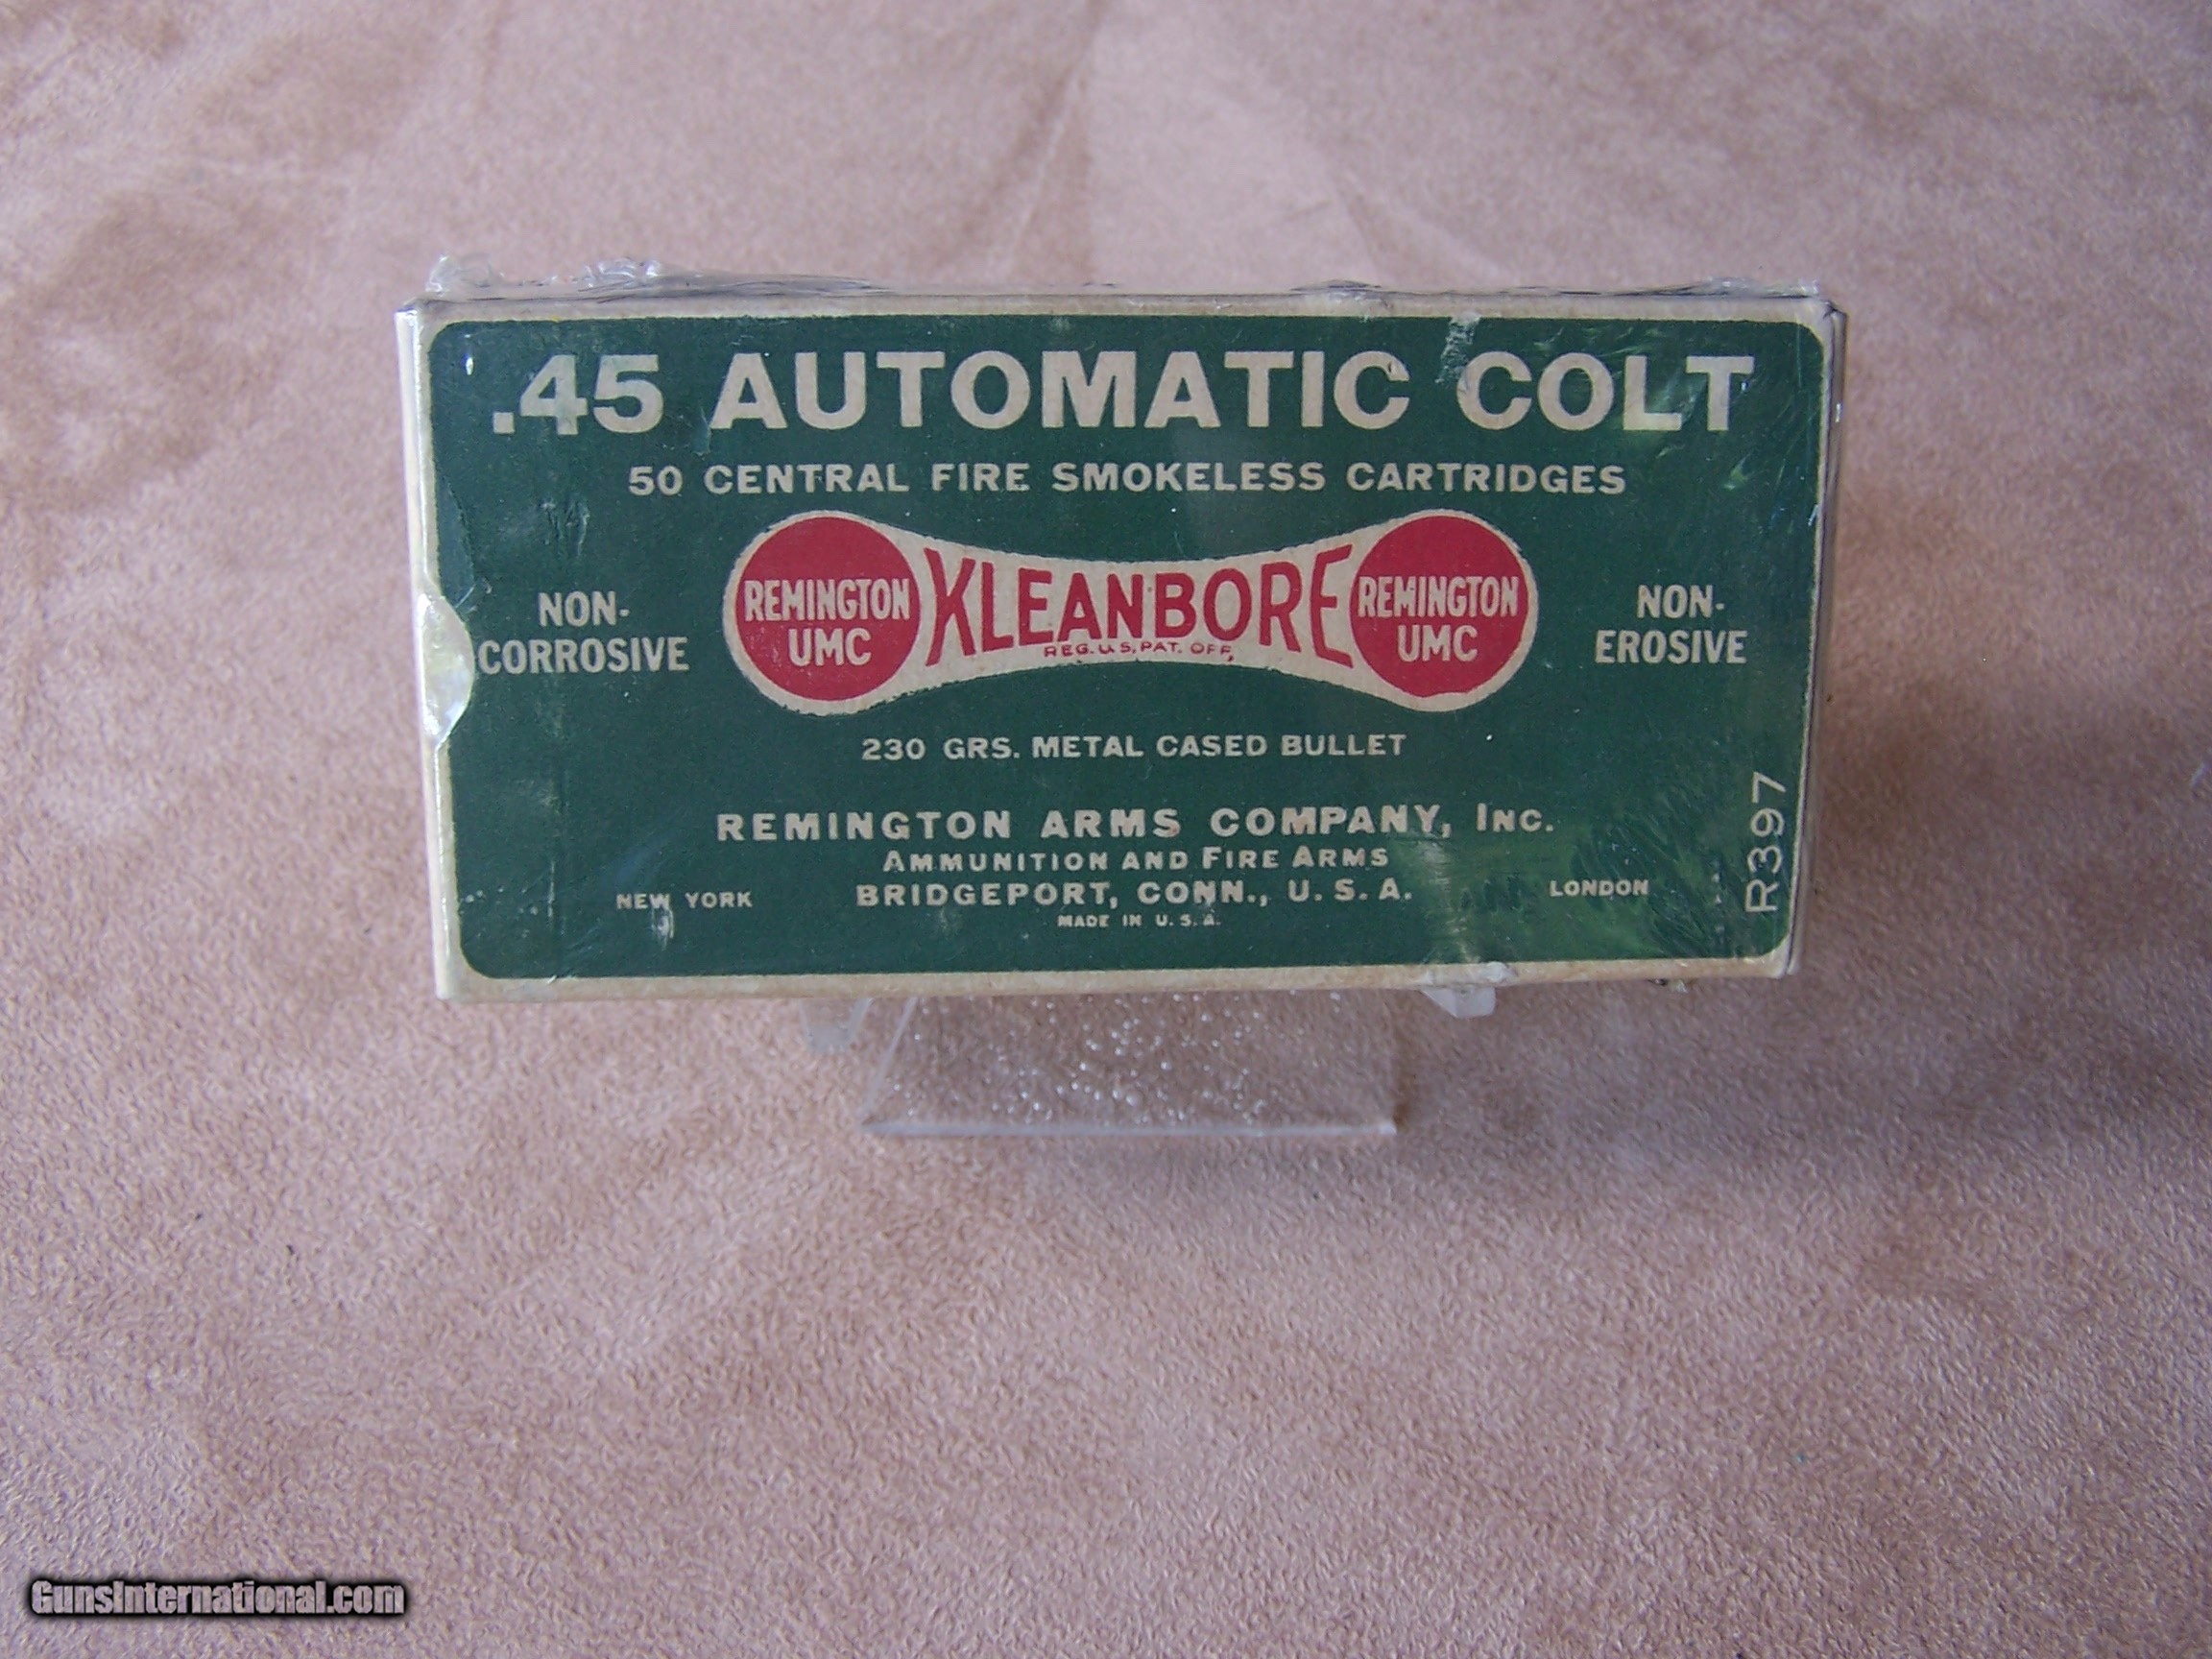 .45 AUTOMATIC COLT
50 CENTRAL FIRE SMOKELESS CARTRIDGES
NON-
CORROSIVE
REMINGTON
UMC
KLEANBORE
REG. U.S. PAT. OFF.
REMINGTON
UMC
NON-
EROSIVE
230 GRS. METAL CASED BULLET
REMINGTON ARMS COMPANY, INC.
AMMUNITION AND FIRE ARMS
NEW YORK
BRIDGEPORT, CONN., U. S. A.
LONDON
MADE IN U. S. A.
R397
GunsInternational.com